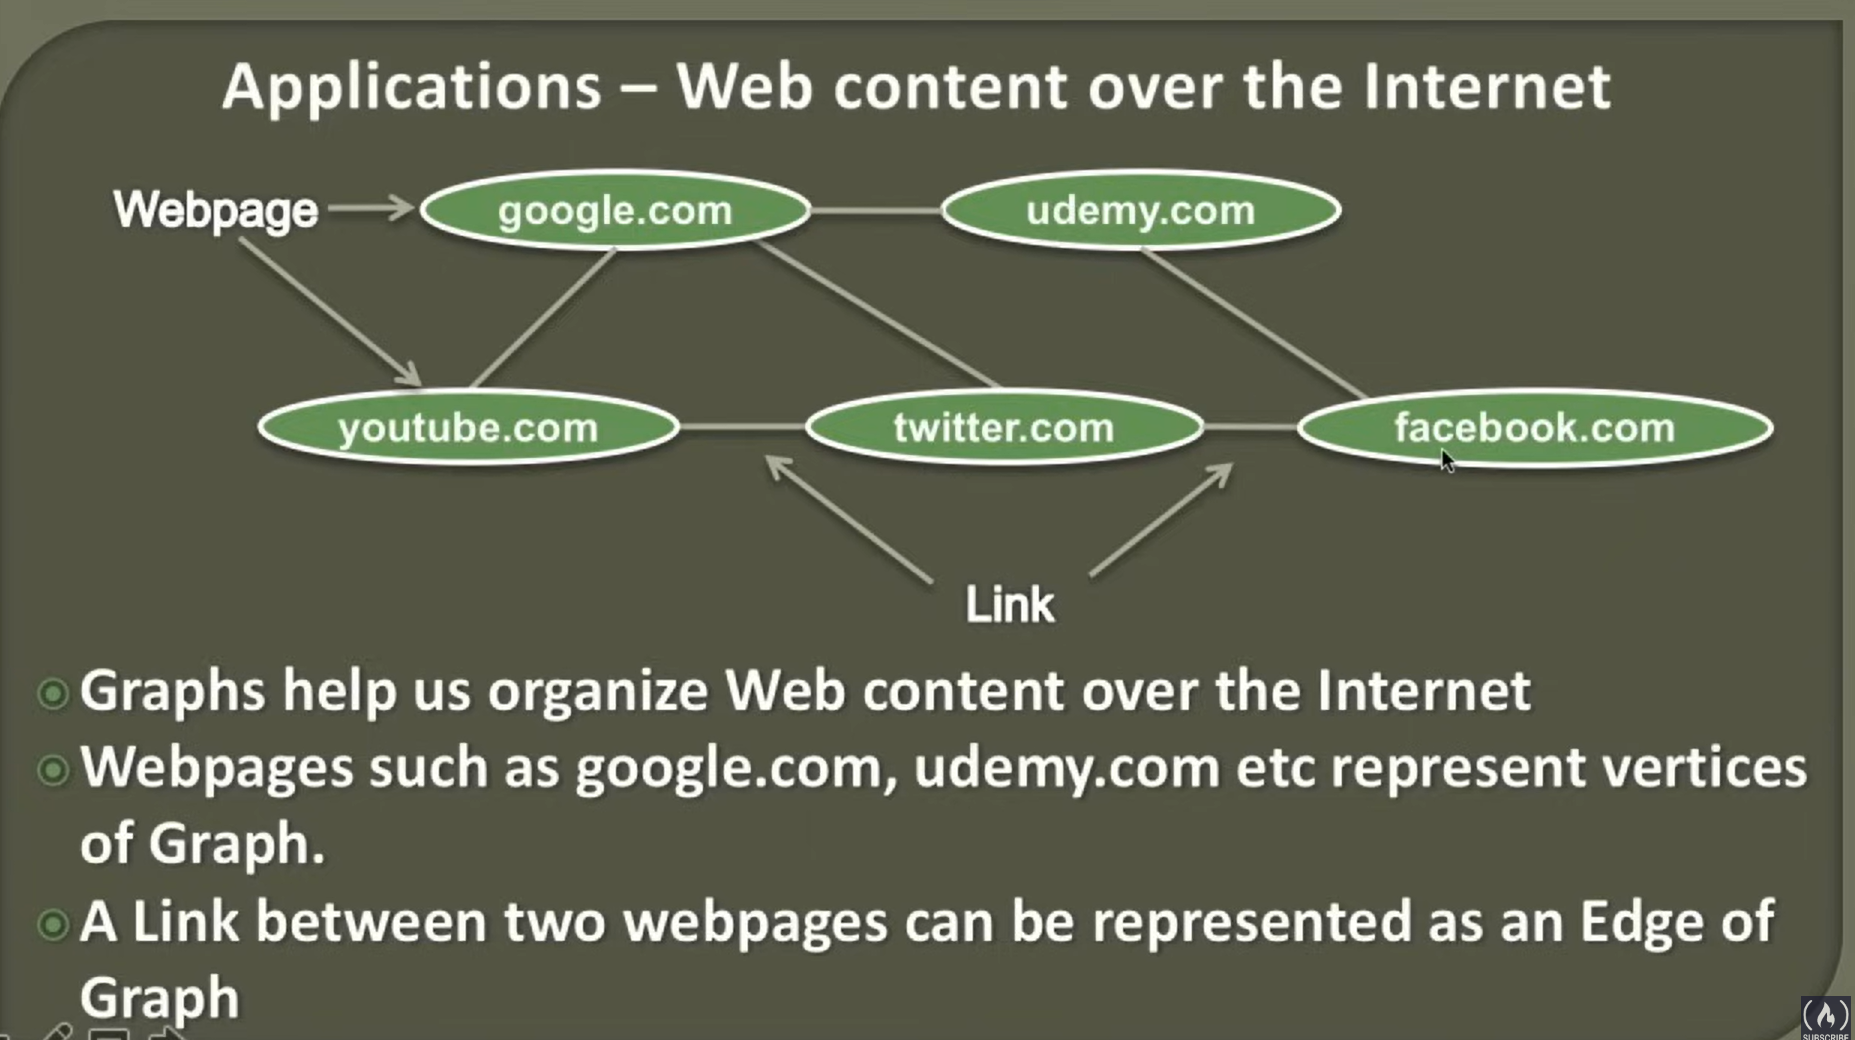 Applications – Web content over the Internet
Webpage
google.com
udemy.com
youtube.com
twitter.com
facebook.com
Link
Graphs help us organize Web content over the Internet
Webpages such as google.com, udemy.com etc represent vertices
of Graph.
A Link between two webpages can be represented as an Edge of
Graph
SUBSCRIBE